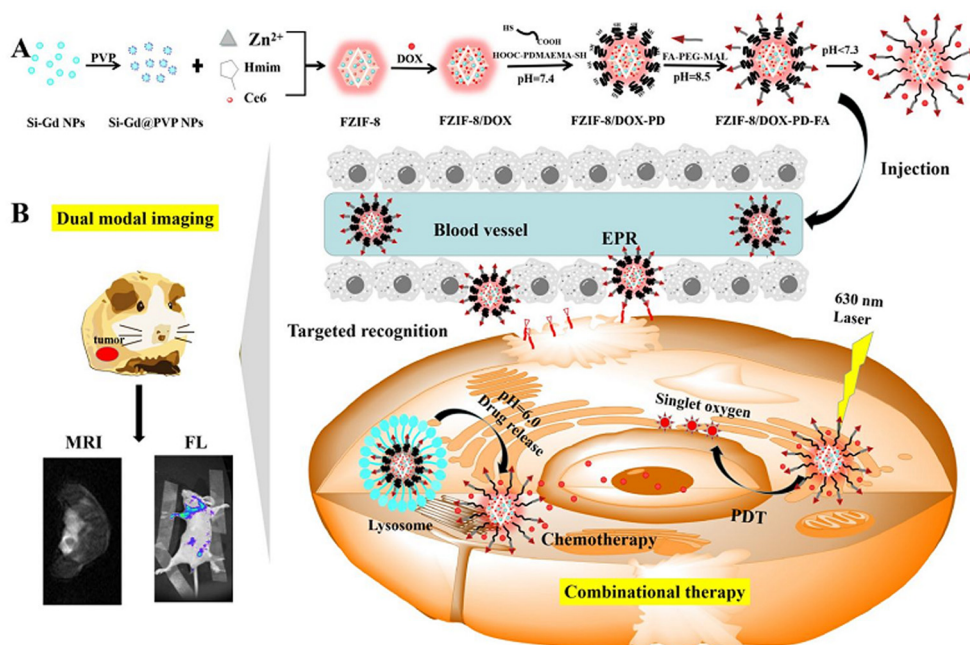 A
Si-Gd NPs
PVP
Si-Gd@PVP NPs
+
Zn²⁺
Hmim
Ce6
FZIF-8
DOX
FZIF-8/DOX
HS
COOH
HOOC-PDMAEMA-SH
pH=7.4
FZIF-8/DOX-PD
FA-PEG-MAL
pH=8.5
FZIF-8/DOX-PD-FA
pH<7.3
Injection
B
Dual modal imaging
tumor
MRI
FL
Blood vessel
EPR
Targeted recognition
630 nm
Laser
pH=6.0
Drug release
Singlet oxygen
Lysosome
PDT
Chemotherapy
Combinational therapy